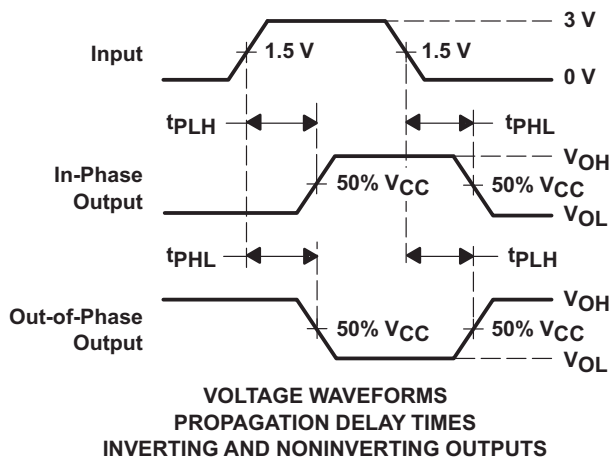 3 V
Input
1.5 V
1.5 V
0 V
tPLH
tPHL
In-Phase
Output
VOH
50% VCC
50% VCC
VOL
tPHL
tPLH
Out-of-Phase
Output
VOH
50% VCC
50% VCC
VOL
VOLTAGE WAVEFORMS
PROPAGATION DELAY TIMES
INVERTING AND NONINVERTING OUTPUTS